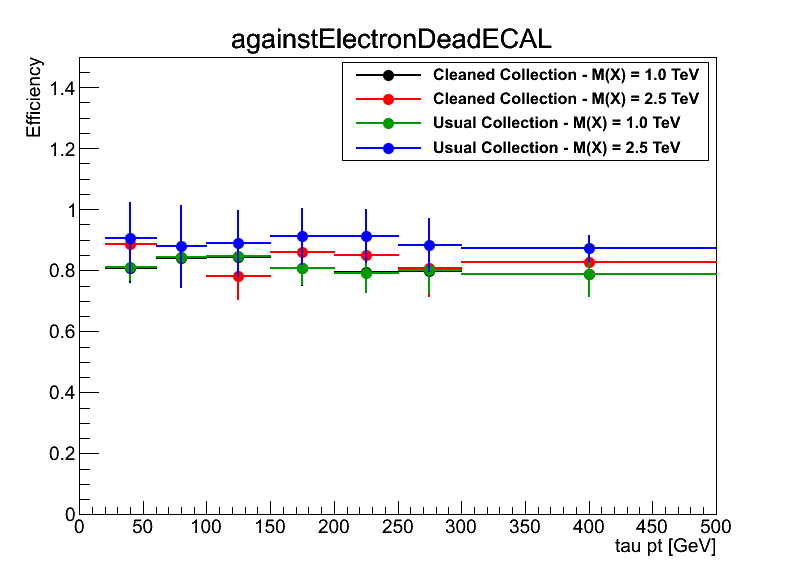 againstElectronDeadECAL
Efficiency
Cleaned Collection - M(X) = 1.0 TeV
Cleaned Collection - M(X) = 2.5 TeV
Usual Collection - M(X) = 1.0 TeV
Usual Collection - M(X) = 2.5 TeV
1.4
1.2
1
0.8
0.6
0.4
0.2
0
0 50 100 150 200 250 300 350 400 450 500
tau pt [GeV]